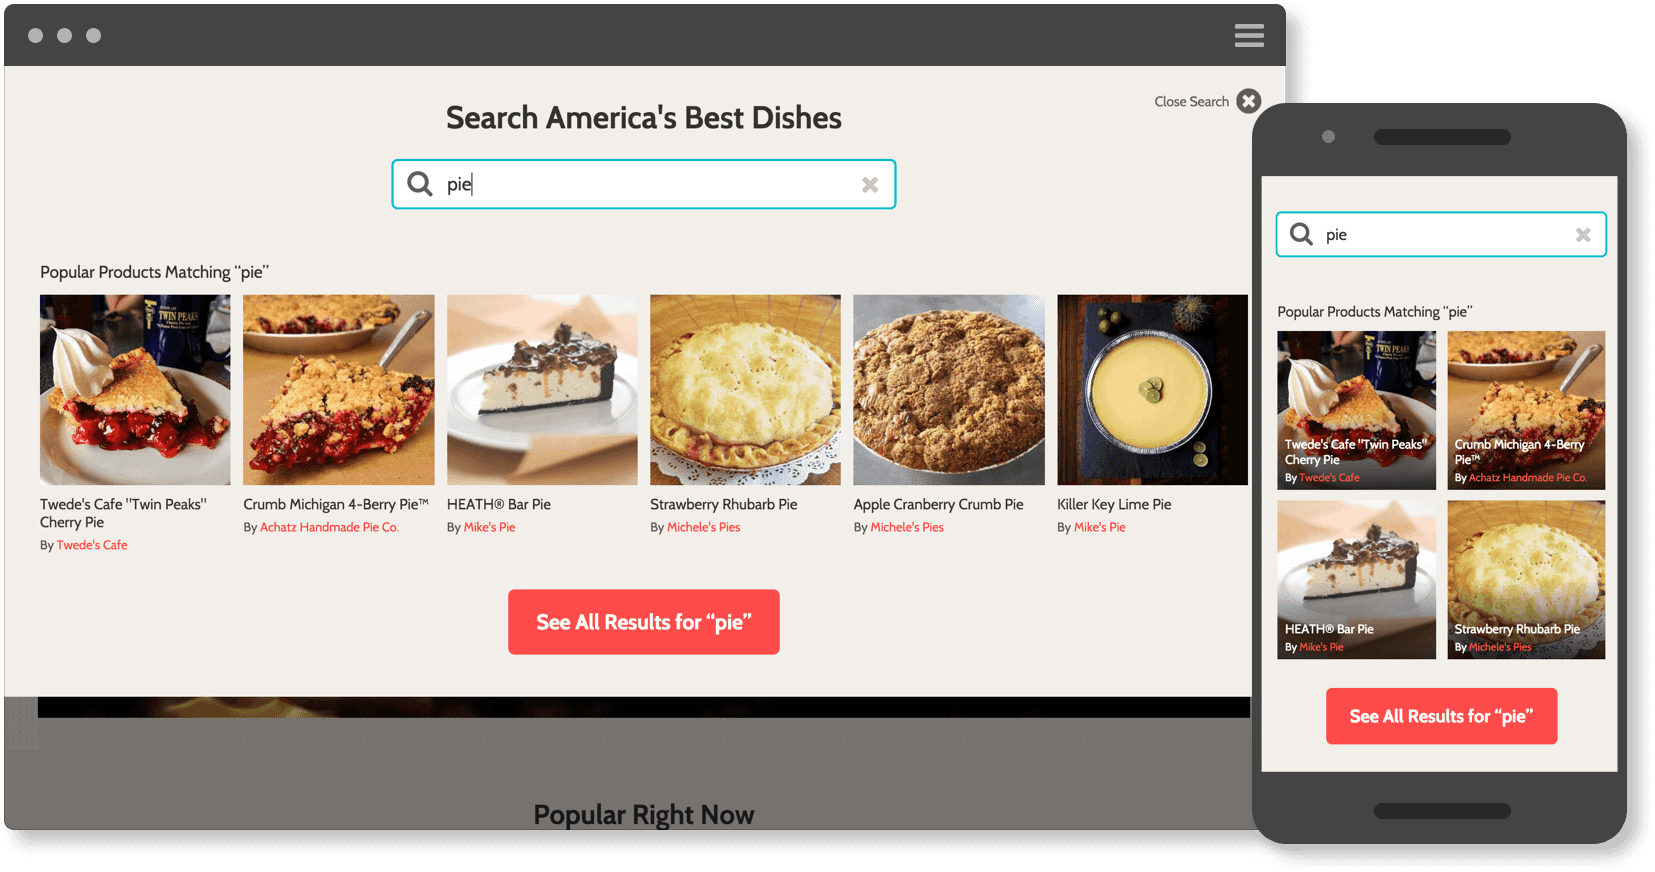 Close Search
Search America's Best Dishes
pie
Popular Products Matching “pie”
TWIN PEAKS
Twede's Cafe "Twin Peaks"
Cherry Pie
By Twede's Cafe
Crumb Michigan 4-Berry Pie™
By Achatz Handmade Pie Co.
HEATH® Bar Pie
By Mike's Pie
Strawberry Rhubarb Pie
By Michele's Pies
Apple Cranberry Crumb Pie
By Michele's Pies
Killer Key Lime Pie
By Mike's Pie
See All Results for “pie”
Popular Right Now
pie
Popular Products Matching “pie”
TWIN PEAKS
Twede's Cafe "Twin Peaks"
Cherry Pie
By Twede's Cafe
Crumb Michigan 4-Berry
Pie™
By Achatz Handmade Pie Co.
HEATH® Bar Pie
By Mike's Pie
Strawberry Rhubarb Pie
By Michele's Pies
See All Results for “pie”